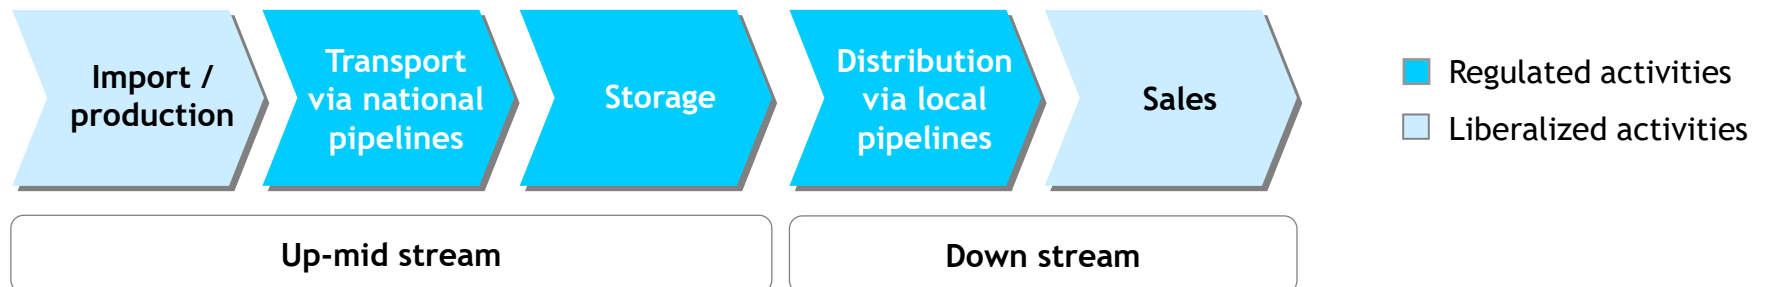 Import /
production
Transport
via national
pipelines
Storage
Distribution
via local
pipelines
Sales
Regulated activities
Liberalized activities
Up-mid stream
Down stream